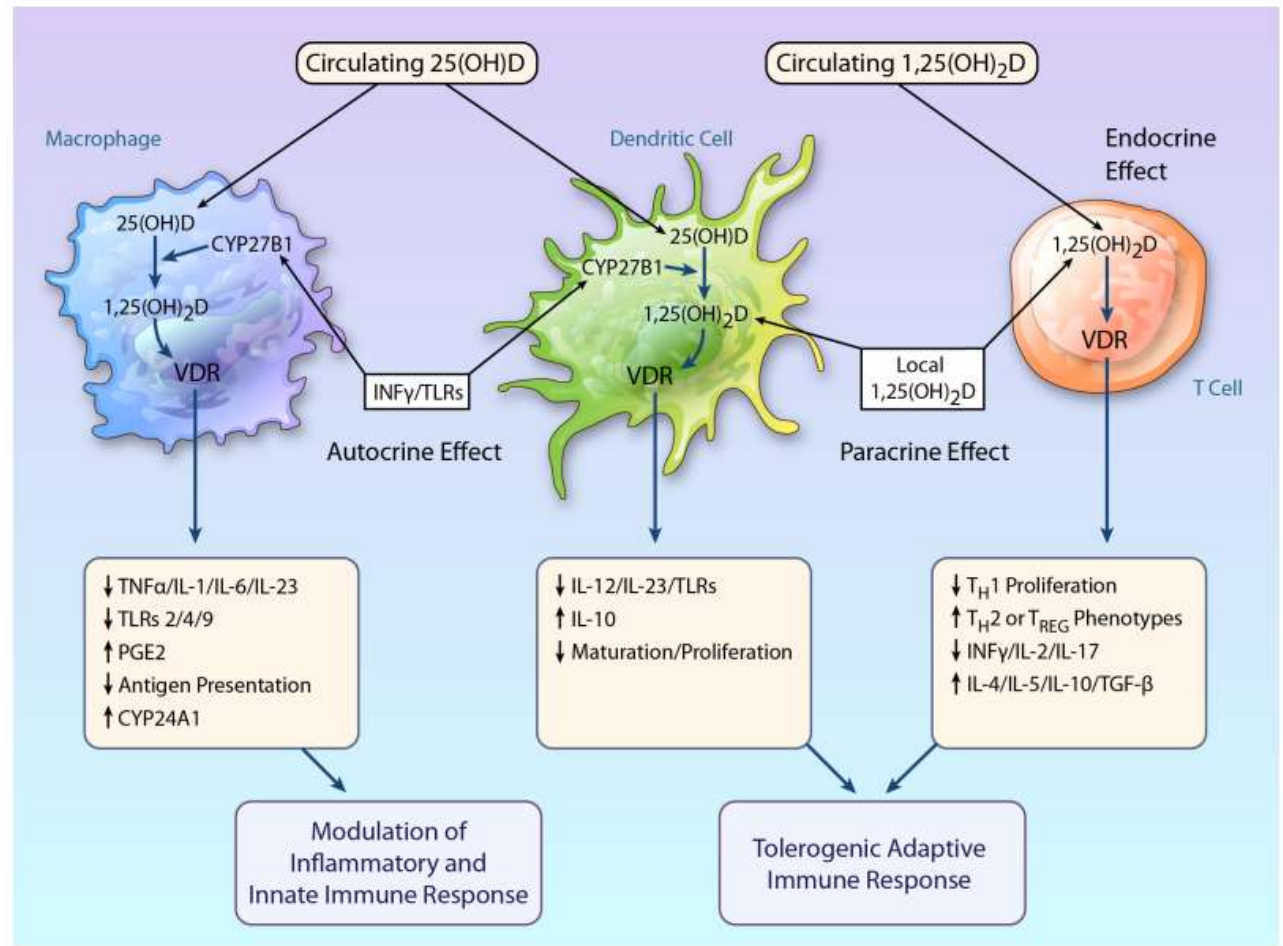 Circulating 25(OH)D
Circulating 1,25(OH)₂D
Macrophage
Dendritic Cell
Endocrine
Effect
25(OH)D
CYP27B1
1,25(OH)₂D
VDR
25(OH)D
CYP27B1
1,25(OH)₂D
VDR
1,25(OH)₂D
VDR
INFγ/TLRs
Local
1,25(OH)₂D
T Cell
Autocrine Effect
Paracrine Effect
↓ TNFα/IL-1/IL-6/IL-23
↓ TLRs 2/4/9
↑ PGE2
↓ Antigen Presentation
↑ CYP24A1
↓ IL-12/IL-23/TLRs
↑ IL-10
↓ Maturation/Proliferation
↓ T_H1 Proliferation
↑ T_H2 or T_REG Phenotypes
↓ INFγ/IL-2/IL-17
↑ IL-4/IL-5/IL-10/TGF-β
Modulation of
Inflammatory and
Innate Immune Response
Tolerogenic Adaptive
Immune Response